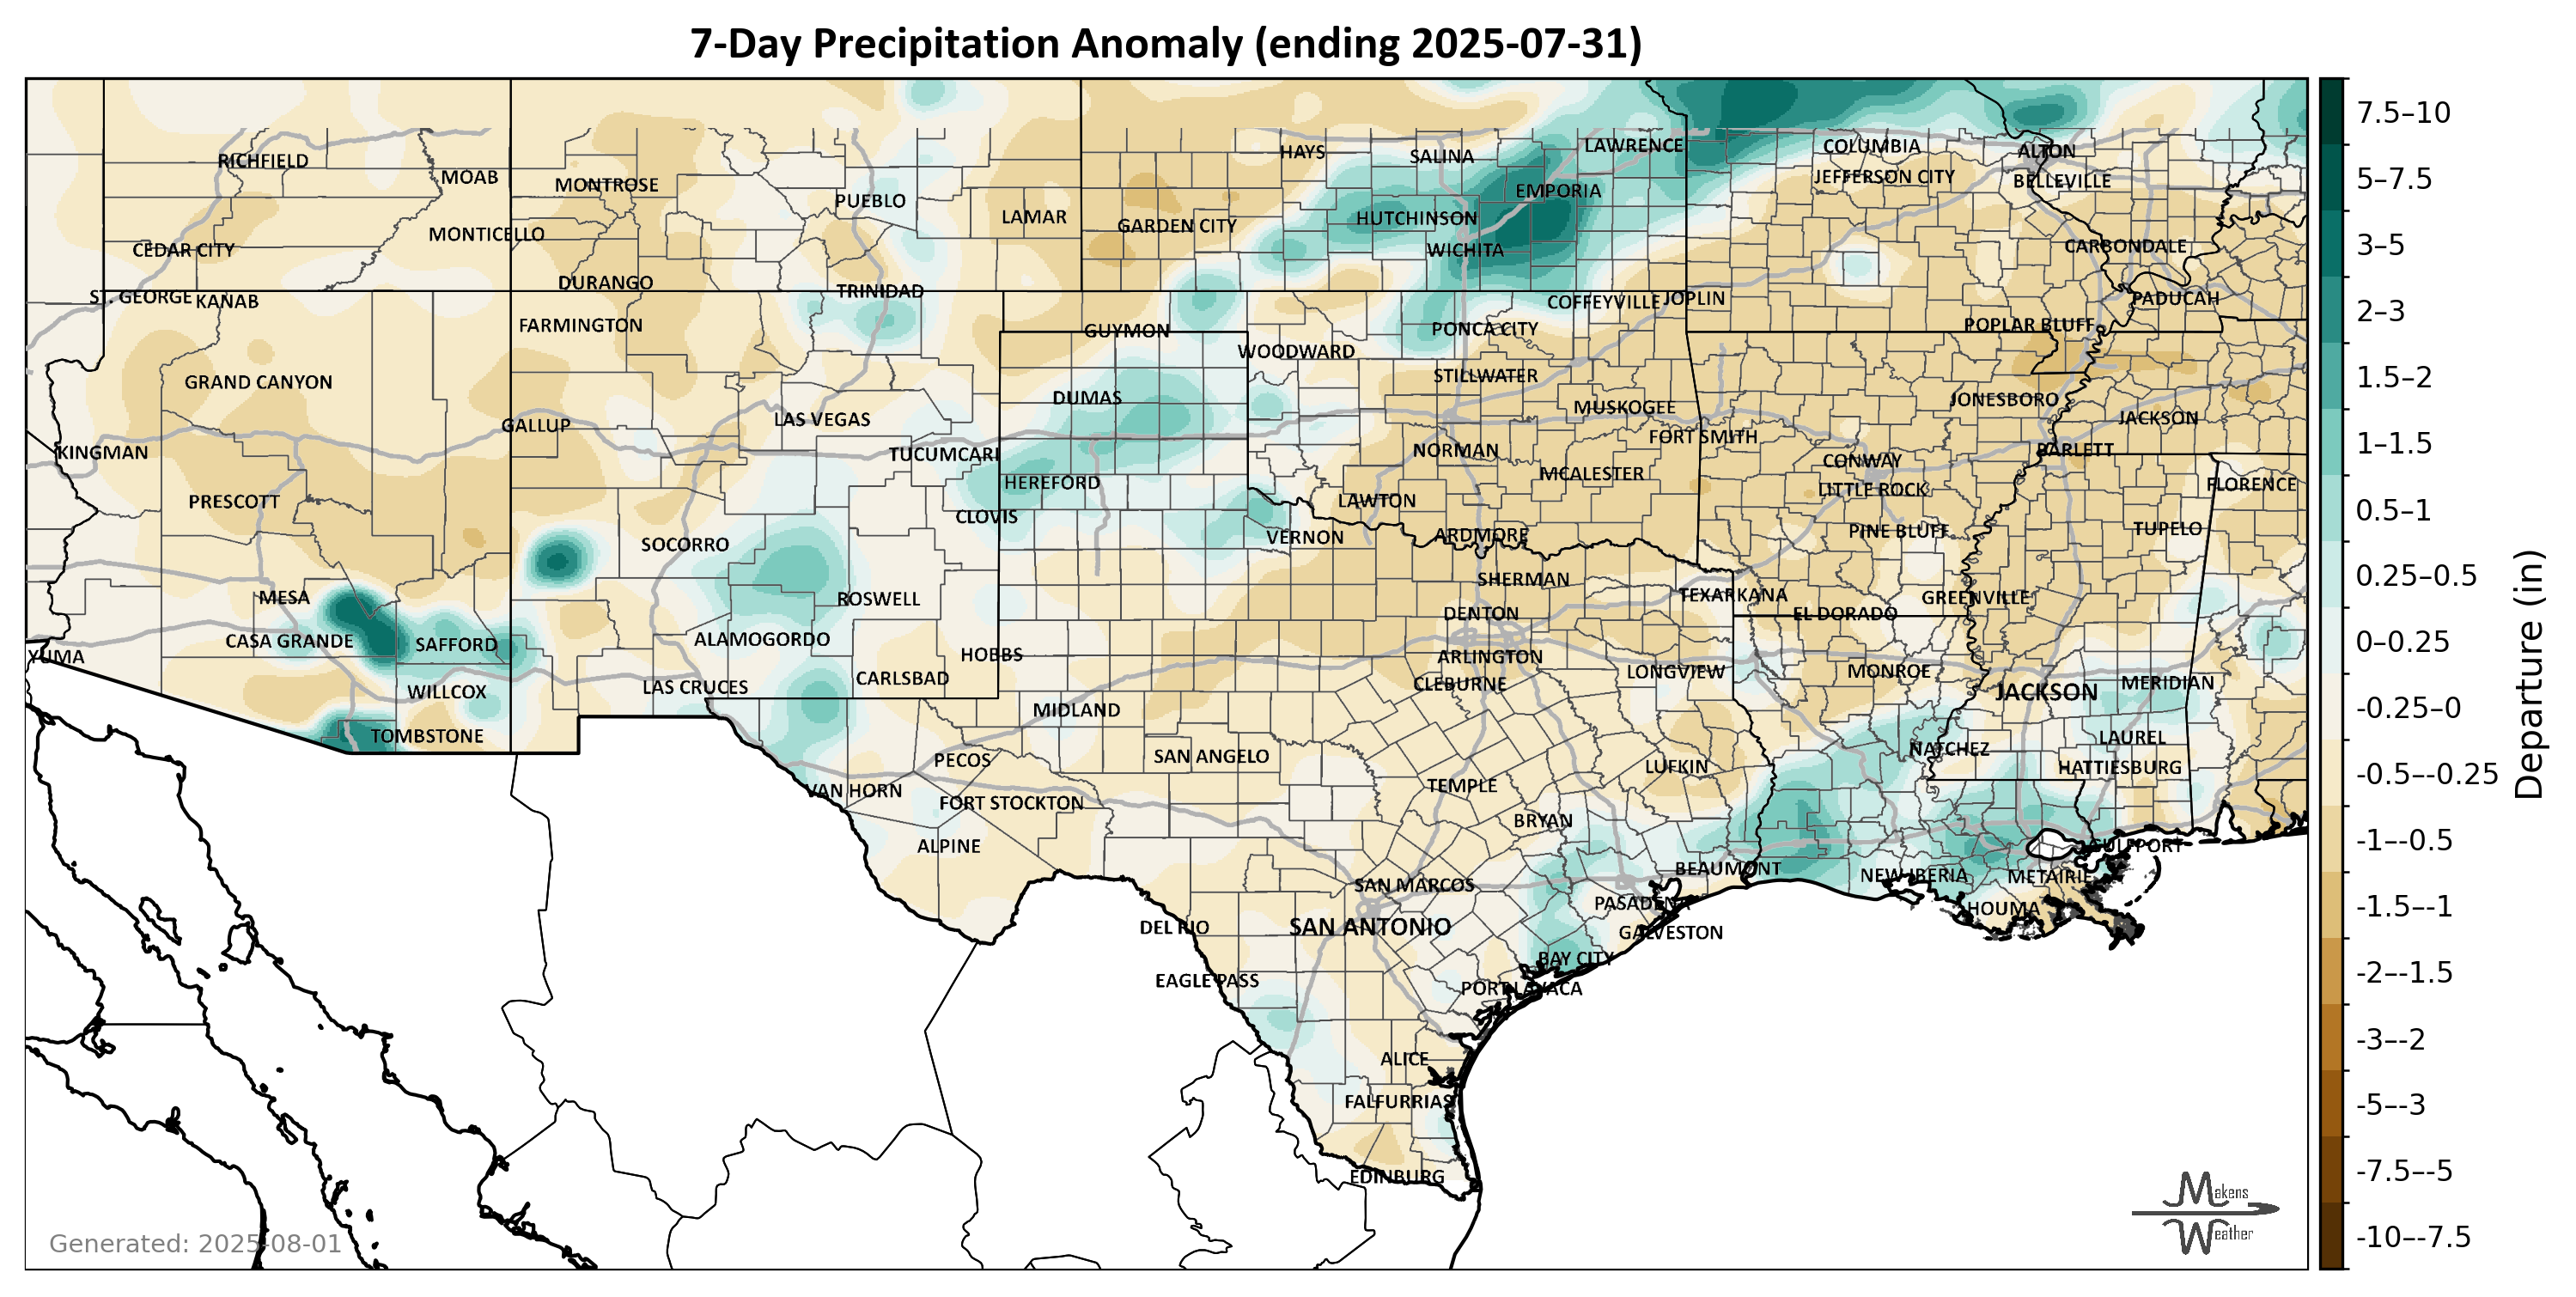 7-Day Precipitation Anomaly (ending 2025-07-31)
RICHFIELD
MOAB
MONTROSE
PUEBLO
LAMAR
HAYS
SALINA
LAWRENCE
COLUMBIA
ALTON
JEFFERSON CITY
BELLEVILLE
EMPORIA
GARDEN CITY
HUTCHINSON
WICHITA
CEDAR CITY
MONTICELLO
CARBONDALE
DURANGO
TRINIDAD
ST. GEORGE
KANAB
COFFEYVILLE
JOPLIN
PADUCAH
FARMINGTON
GUYMON
PONCA CITY
POPLAR BLUFF
WOODWARD
GRAND CANYON
STILLWATER
DUMAS
MUSKOGEE
JONESBORO
LAS VEGAS
JACKSON
GALLUP
FORT SMITH
KINGMAN
TUCUMCARI
NORMAN
CONWAY
BARLETT
MCALESTER
HEREFORD
LITTLE ROCK
FLORENCE
PRESCOTT
LAWTON
CLOVIS
PINE BLUFF
TUPELO
SOCORRO
VERNON
ARDMORE
SHERMAN
MESA
ROSWELL
TEXARKANA
GREENVILLE
DENTON
EL DORADO
CASA GRANDE
SAFFORD
ALAMOGORDO
YUMA
HOBBS
ARLINGTON
LONGVIEW
MONROE
WILLCOX
LAS CRUCES
CARLSBAD
CLEBURNE
JACKSON
MERIDIAN
MIDLAND
TOMBSTONE
LAUREL
NATCHEZ
PECOS
SAN ANGELO
LUFKIN
HATTIESBURG
VAN HORN
FORT STOCKTON
TEMPLE
BRYAN
ALPINE
GULFPORT
BEAUMONT
NEW IBERIA
METAIRIE
SAN MARCOS
PASADENA
HOUMA
DEL RIO
SAN ANTONIO
GALVESTON
BAY CITY
EAGLE PASS
PORT LAVACA
ALICE
FALFURRIAS
EDINBURG
Generated: 2025-08-01
Makens
Weather
7.5–10
5–7.5
3–5
2–3
1.5–2
1–1.5
0.5–1
0.25–0.5
0–0.25
-0.25–0
-0.5–-0.25
-1–-0.5
-1.5–-1
-2–-1.5
-3–-2
-5–-3
-7.5–-5
-10–-7.5
Departure (in)